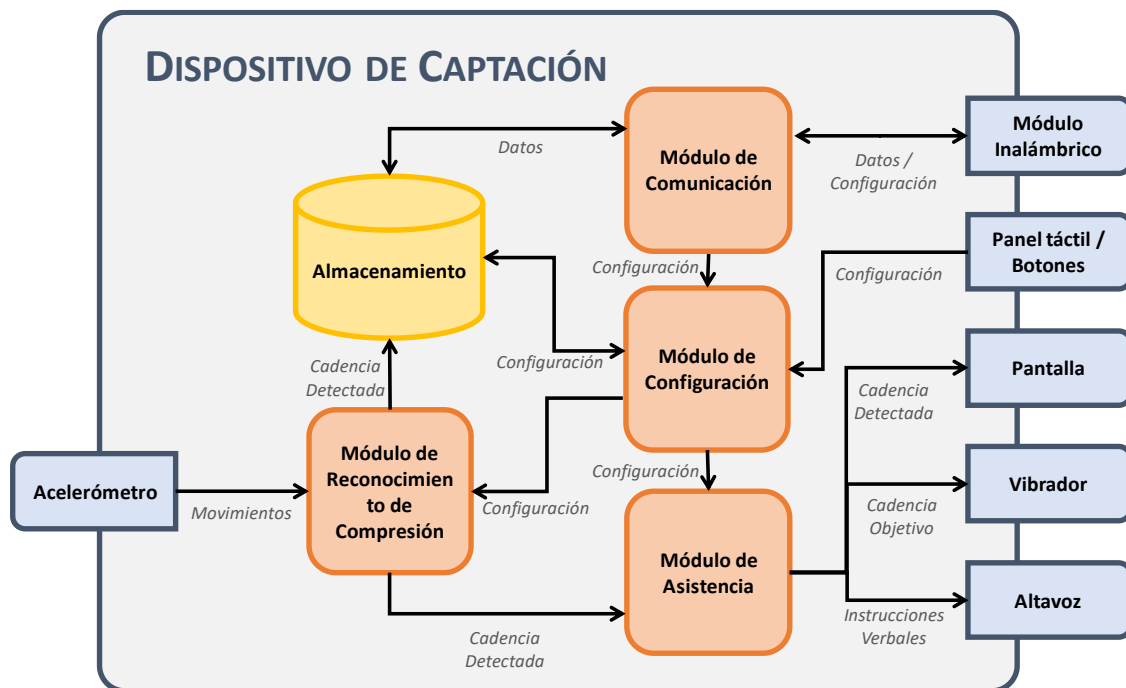 DISPOSITIVO DE CAPTACIÓN
Módulo de
Comunicación
Módulo
Inalámbrico
Datos
Datos /
Configuración
Panel táctil /
Botones
Almacenamiento
Configuración
Configuración
Módulo de
Configuración
Configuración
Cadencia
Detectada
Pantalla
Cadencia
Detectada
Módulo de
Reconocimien
to de
Compresión
Acelerómetro
Movimientos
Configuración
Configuración
Vibrador
Cadencia
Objetivo
Módulo de
Asistencia
Altavoz
Instrucciones
Verbales
Cadencia
Detectada